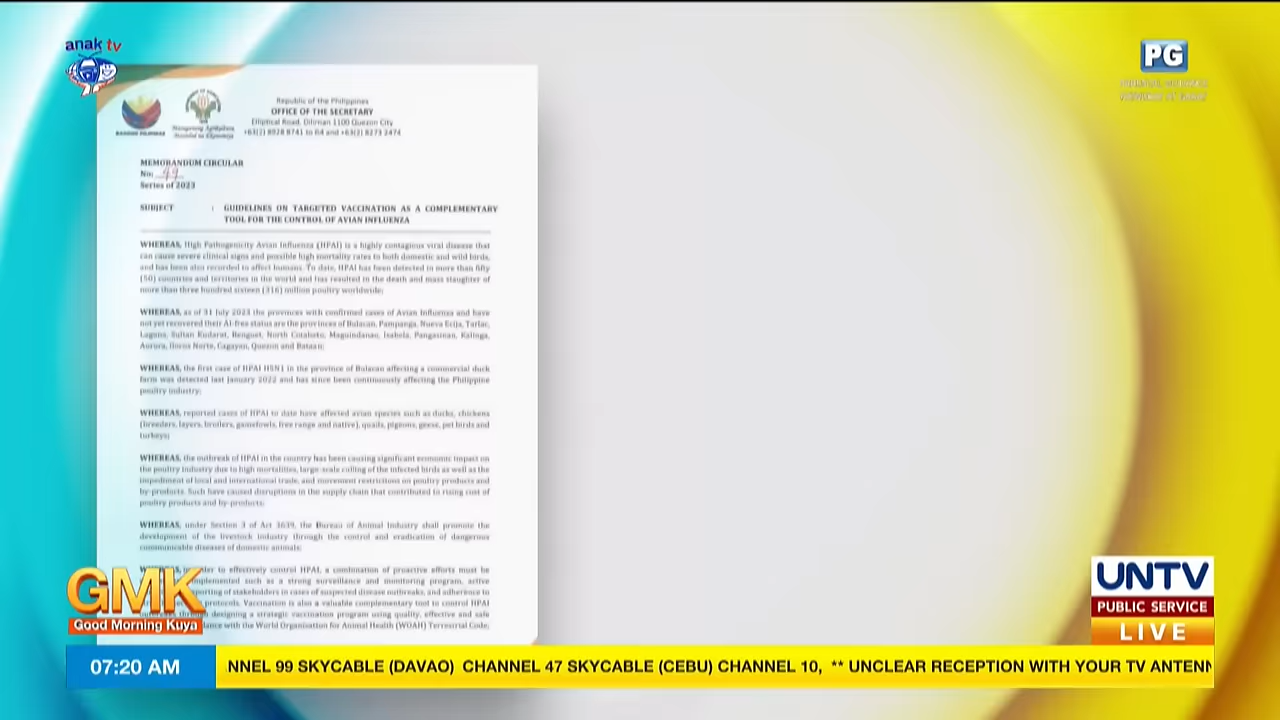 anak tv
PG
Republic of the Philippines
OFFICE OF THE SECRETARY
Elliptical Road, Diliman 1100 Quezon City
+63(2) 8928 8741 to 64 and +63(2) 8273 2474
MEMORANDUM CIRCULAR
No. 49
Series of 2023
SUBJECT : GUIDELINES ON TARGETED VACCINATION AS A COMPLEMENTARY
TOOL FOR THE CONTROL OF AVIAN INFLUENZA
WHEREAS, High Pathogenicity Avian Influenza (HPAI) is a highly contagious viral disease that
can cause severe clinical signs and possible high mortality rates to both domestic and wild birds,
and has been also recorded to affect humans. To date, HPAI has been detected in more than fifty
(50) countries and territories in the world and has resulted in the death and mass slaughter of
more than three hundred sixteen (316) million poultry worldwide;
WHEREAS, as of 31 July 2023 the provinces with confirmed cases of Avian Influenza and have
not yet recovered their AI-free status are the provinces of Bulacan, Pampanga, Nueva Ecija, Tarlac,
Laguna, Sultan Kudarat, Benguet, North Cotabato, Maguindanao, Isabela, Pangasinan, Kalinga,
Aurora, Ilocos Norte, Cagayan, Quezon and Bataan;
WHEREAS, the first case of HPAI H5N1 in the province of Bulacan affecting a commercial duck
farm was detected last January 2022 and has since been continuously affecting the Philippine
poultry industry;
WHEREAS, reported cases of HPAI to date have affected avian species such as ducks, chickens
(breeders, layers, broilers, gamefowls, free range and native), quails, pigeons, geese, pet birds and
turkeys;
WHEREAS, the outbreak of HPAI in the country has been causing significant economic impact on
the poultry industry due to high mortalities, large-scale culling of the infected birds as well as the
impediment of local and international trade, and movement restrictions on poultry products and
by-products. Such have caused disruptions in the supply chain that contributed to rising cost of
poultry products and by-products;
WHEREAS, under Section 3 of Act 3639, the Bureau of Animal Industry shall promote the
development of the livestock industry through the control and eradication of dangerous
communicable diseases of domestic animals;
to effectively control HPAI, a combination of proactive efforts must be
such as a strong surveillance and monitoring program, active
of stakeholders in cases of suspected disease outbreaks, and adherence to
protocols. Vaccination is also a valuable complementary tool to control HPAI
designing a strategic vaccination program using quality, effective and safe
with the World Organisation for Animal Health (WOAH) Terrestrial Code;
GMK
Good Morning Kuya
UNTV
PUBLIC SERVICE
LIVE
07:20 AM
NNEL 99 SKYCABLE (DAVAO) CHANNEL 47 SKYCABLE (CEBU) CHANNEL 10, ** UNCLEAR RECEPTION WITH YOUR TV ANTENN